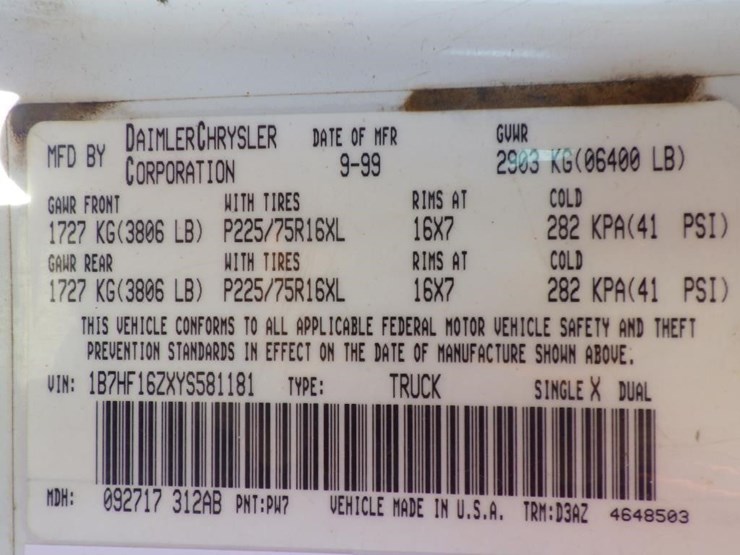 MFD BY DAIMLERCHRYSLER CORPORATION DATE OF MFR 9-99 GVWR 2903 KG(06400 LB)
GAWR FRONT WITH TIRES RIMS AT COLD
1727 KG(3806 LB) P225/75R16XL 16X7 282 KPA(41 PSI)
GAWR REAR WITH TIRES RIMS AT COLD
1727 KG(3806 LB) P225/75R16XL 16X7 282 KPA(41 PSI)
THIS VEHICLE CONFORMS TO ALL APPLICABLE FEDERAL MOTOR VEHICLE SAFETY AND THEFT
PREVENTION STANDARDS IN EFFECT ON THE DATE OF MANUFACTURE SHOWN ABOVE.
VIN: 1B7HF16ZXYS581181 TYPE: TRUCK SINGLE X DUAL
MDH: 092717 312AB PNT:PW7 VEHICLE MADE IN U.S.A. TRM:D3AZ 4648503